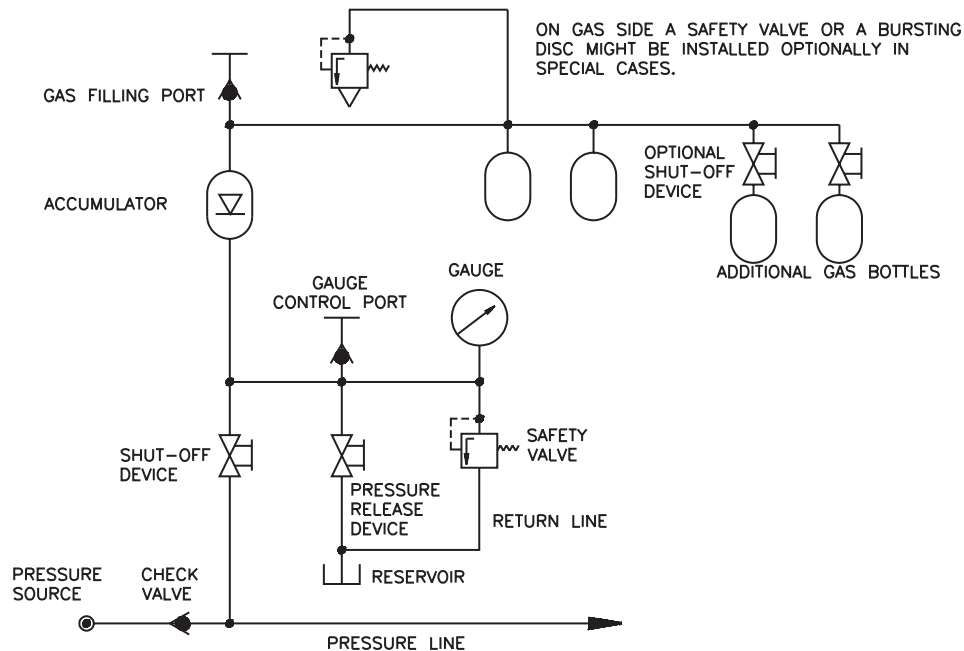 ON GAS SIDE A SAFETY VALVE OR A BURSTING
DISC MIGHT BE INSTALLED OPTIONALLY IN
SPECIAL CASES.
GAS FILLING PORT
OPTIONAL
SHUT-OFF
DEVICE
ACCUMULATOR
ADDITIONAL GAS BOTTLES
GAUGE
CONTROL PORT
GAUGE
SHUT-OFF
DEVICE
SAFETY
VALVE
PRESSURE
RELEASE
DEVICE
RETURN LINE
RESERVOIR
PRESSURE
SOURCE
CHECK
VALVE
PRESSURE LINE